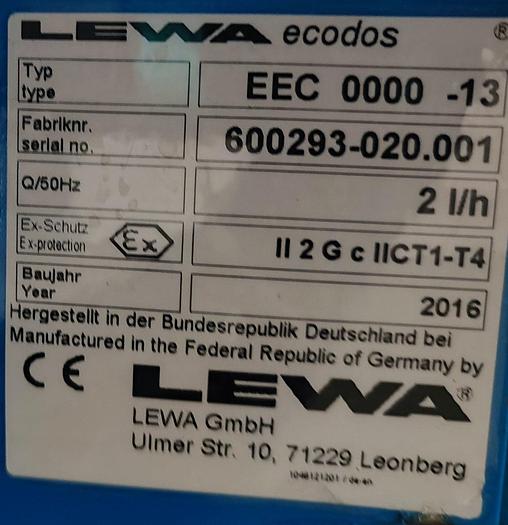 LEWA ecodos ®
Typ
type
EEC 0000 -13
Fabriknr.
serial no.
600293-020.001
Q/50Hz
2 l/h
Ex-Schutz
Ex-protection
Ex
II 2 G c IICT1-T4
Baujahr
Year
2016
Hergestellt in der Bundesrepublik Deutschland bei
Manufactured in the Federal Republic of Germany by
CE
LEWA®
LEWA GmbH
Ulmer Str. 10, 71229 Leonberg